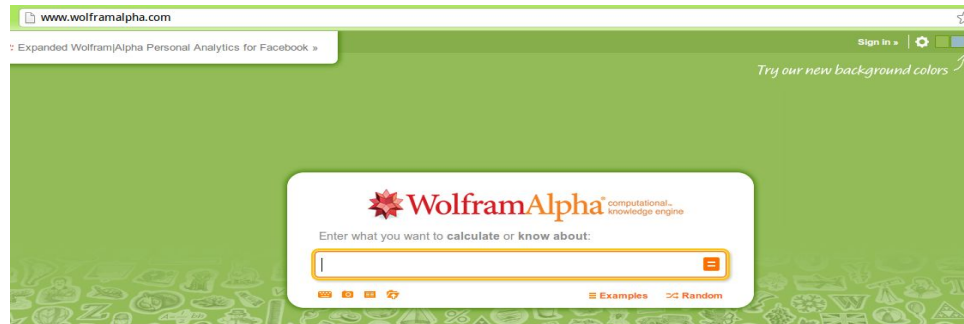 www.wolframalpha.com
: Expanded Wolfram|Alpha Personal Analytics for Facebook »
Sign in »
Try our new background colors
WolframAlpha computational knowledge engine
Enter what you want to calculate or know about:
=
Examples Random